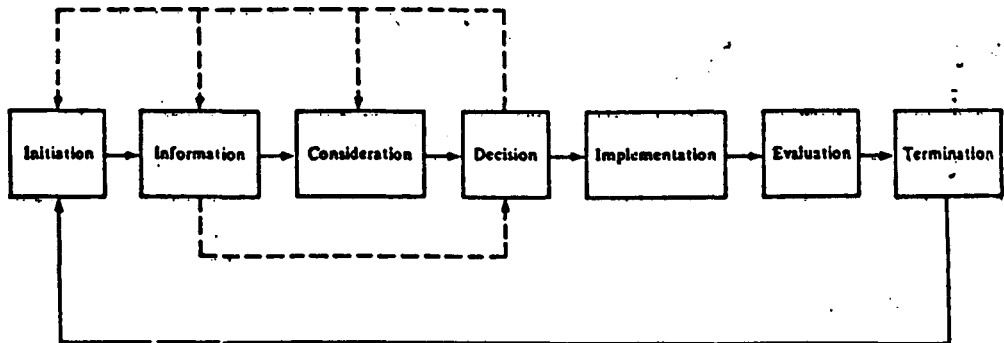 Initiation
Information
Consideration
Decision
Implementation
Evaluation
Termination